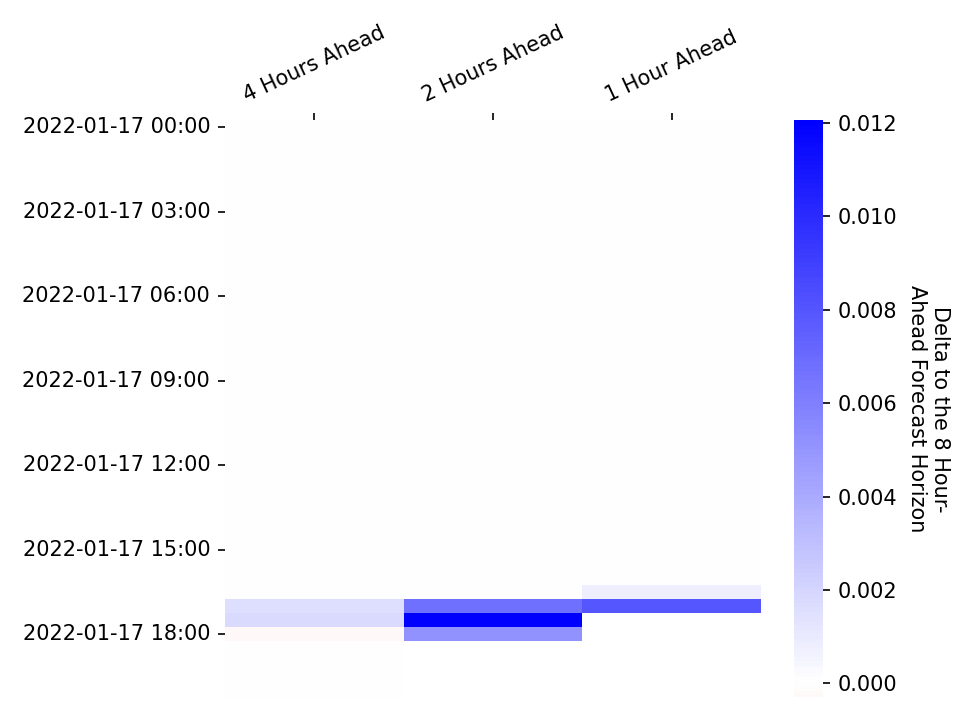 4 Hours Ahead
2 Hours Ahead
1 Hour Ahead
2022-01-17 00:00
2022-01-17 03:00
2022-01-17 06:00
2022-01-17 09:00
2022-01-17 12:00
2022-01-17 15:00
2022-01-17 18:00
0.012
0.010
0.008
0.006
0.004
0.002
0.000
Delta to the 8 Hour-
Ahead Forecast Horizon